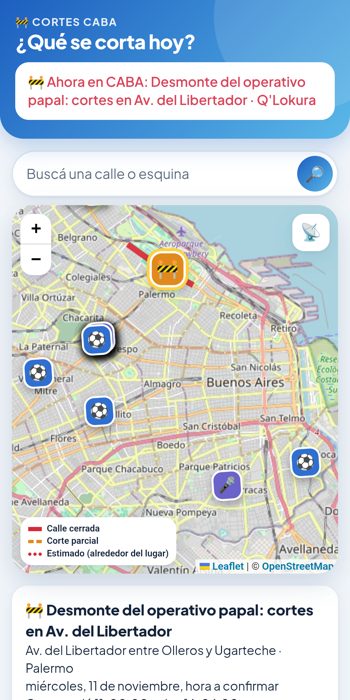 🚧 CORTES CABA
¿Qué se corta hoy?
🚧 Ahora en CABA: Desmonte del operativo
papal: cortes en Av. del Libertador · Q'Lokura
Buscá una calle o esquina
+
−
Belgrano
Aeroparque
Colegiales
Villa Ortúzar
Palermo
Chacarita
Recoleta
Retiro
La Paternal
San Nicolás
Almagro
Buenos Aires
Mitre
San Telmo
San Cristóbal
Flores
Boedo
Parque Chacabuco
Parque Patricios
Nueva Pompeya
Avellaneda
Calle cerrada
Corte parcial
Estimado (alrededor del lugar)
Leaflet | © OpenStreetMap
🚧 Desmonte del operativo papal: cortes
en Av. del Libertador
Av. del Libertador entre Olleros y Ugarteche ·
Palermo
miércoles, 11 de noviembre, hora a confirmar